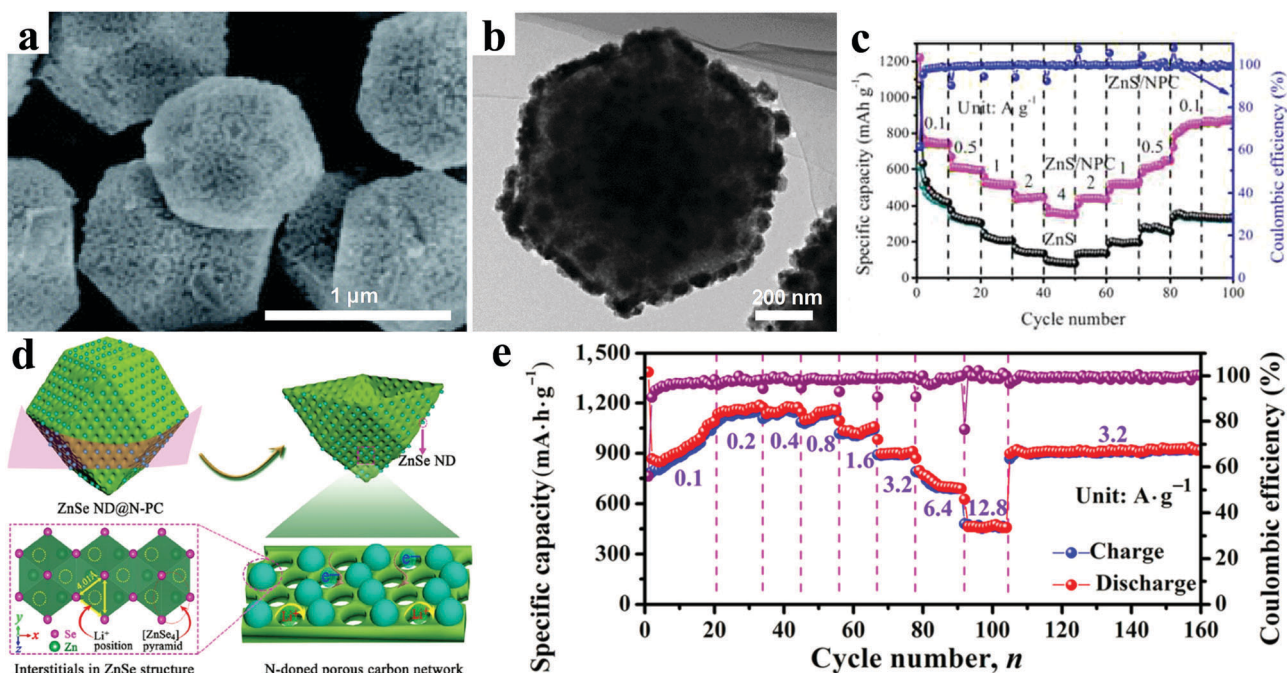 a
1 μm
b
200 nm
c
Specific capacity (mAh g⁻¹)
1200
1000
800
600
400
200
0
ZnS/NPC
Unit: A g⁻¹
0.1
0.5
1
2
4
2
1
0.5
0.1
ZnS/NPC
ZnS
100
80
60
40
20
0
Coulombic efficiency (%)
0 20 40 60 80 100
Cycle number
d
ZnSe ND@N-PC
ZnSe ND
4.01Å
y
x
z
Se
Zn
Li⁺
position
[ZnSe₄]
pyramid
Interstitials in ZnSe structure
e⁻
e⁻
Li⁺
Li⁺
N-doped porous carbon network
e
Specific capacity (mA·h·g⁻¹)
1,500
1,200
900
600
300
0
0.1
0.2
0.4
0.8
1.6
3.2
6.4
12.8
3.2
Unit: A·g⁻¹
Charge
Discharge
100
80
60
40
20
0
Coulombic efficiency (%)
0 20 40 60 80 100 120 140 160
Cycle number, n